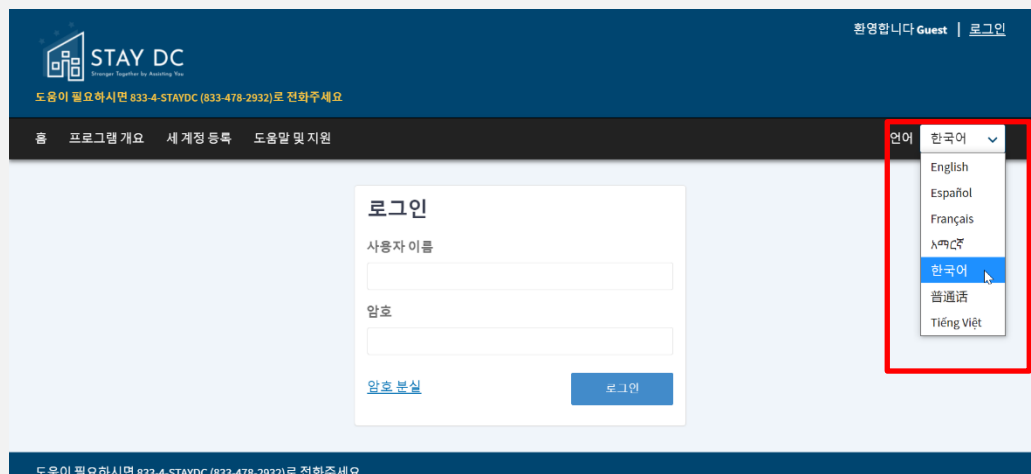 환영합니다 Guest | 로그인
STAY DC
Stronger Together by Assisting You
도움이 필요하시면 833-4-STAYDC (833-478-2932)로 전화주세요
홈 프로그램 개요 세 계정 등록 도움말 및 지원
언어 한국어
English
Español
Français
አማርኛ
한국어
普通话
Tiếng Việt
로그인
사용자 이름
암호
암호 분실
로그인
도움이 필요하시면 833-4-STAYDC (833-478-2932)로 전화주세요